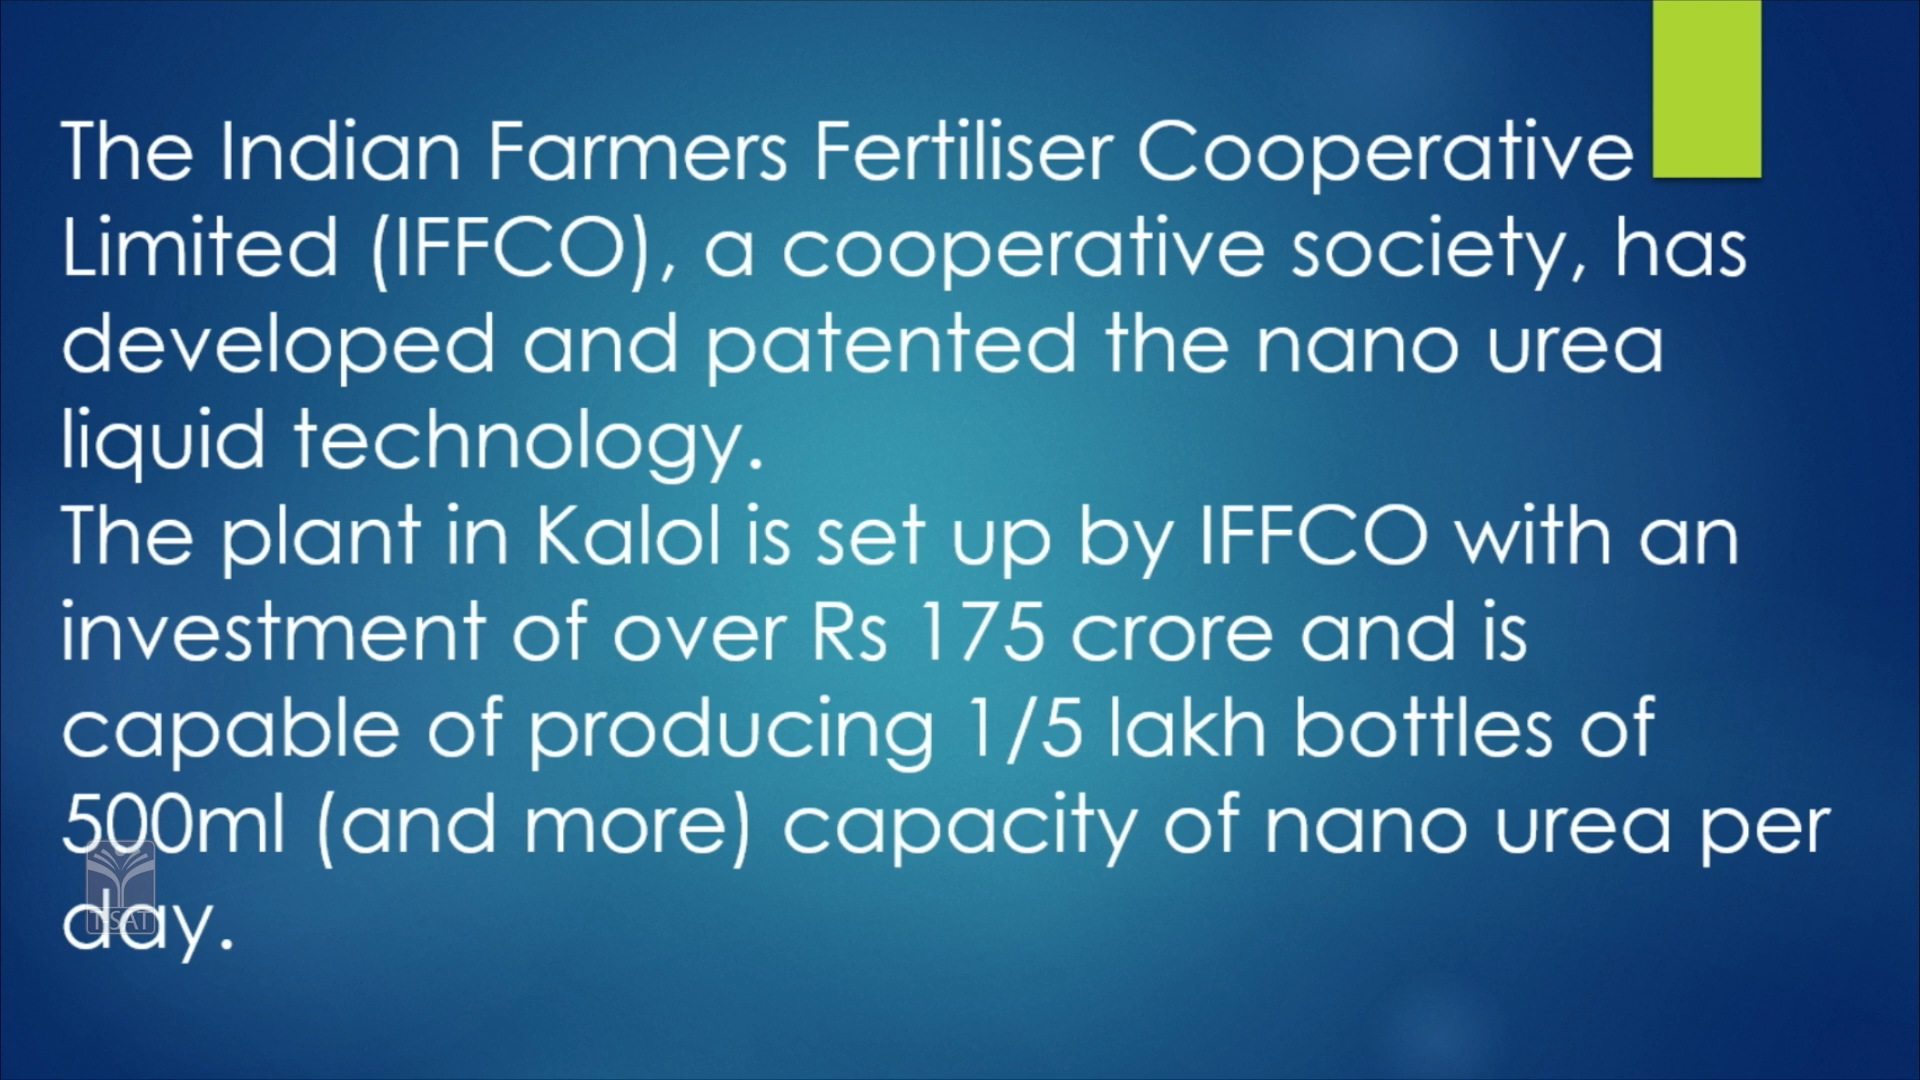 The Indian Farmers Fertiliser Cooperative
Limited (IFFCO), a cooperative society, has
developed and patented the nano urea
liquid technology.
The plant in Kalol is set up by IFFCO with an
investment of over Rs 175 crore and is
capable of producing 1/5 lakh bottles of
500ml (and more) capacity of nano urea per
day.
T-SAT